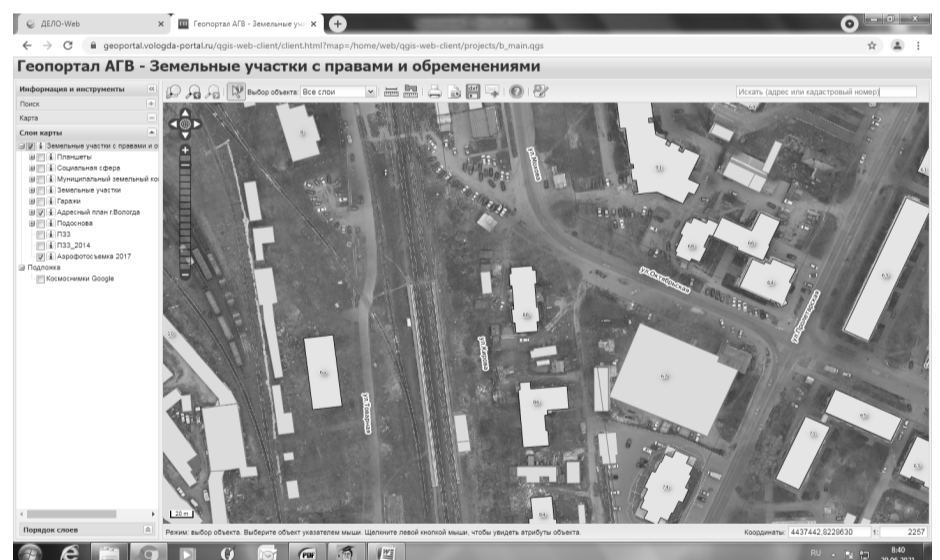 ДЕЛО-Web
Геопортал АГВ - Земельные уча
geoportal.vologda-portal.ru/qgis-web-client/client.html?map=/home/web/qgis-web-client/projects/b_main.qgs
Геопортал АГВ - Земельные участки с правами и обременениями
Информация и инструменты
Поиск
Карта
Слои карты
Земельные участки с правами и о
Планшеты
Социальная сфера
Муниципальный земельный ко
Земельные участки
Гаражи
Адресный план г.Вологда
Подоснова
ПЗЗ
ПЗЗ_2014
Аэрофотосъемка 2017
Подложка
Космоснимки Google
Порядок слоев
Выбор объекта: Все слои
Искать (адрес или кадастровый номер)
ул.Октябрьская
ул.Пролетарская
ул.Товарная
20 m
Режим: выбор объекта. Выберите объект указателем мыши. Щелкните левой кнопкой мыши, чтобы увидеть атрибуты объекта.
Координаты: 4437442,8228630 1: 2257
RU
8:40